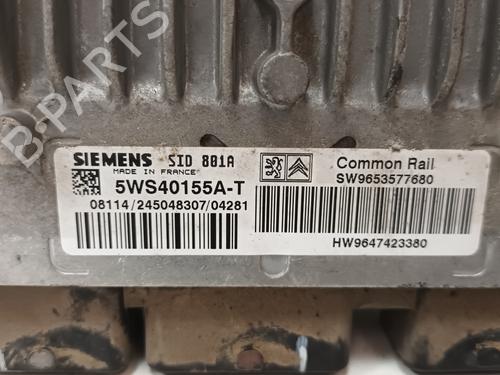 B-PARTS
SIEMENS SID 801A
MADE IN FRANCE
5WS40155A-T
08114/245048307/04281
Common Rail
SW9653577680
HW9647423380